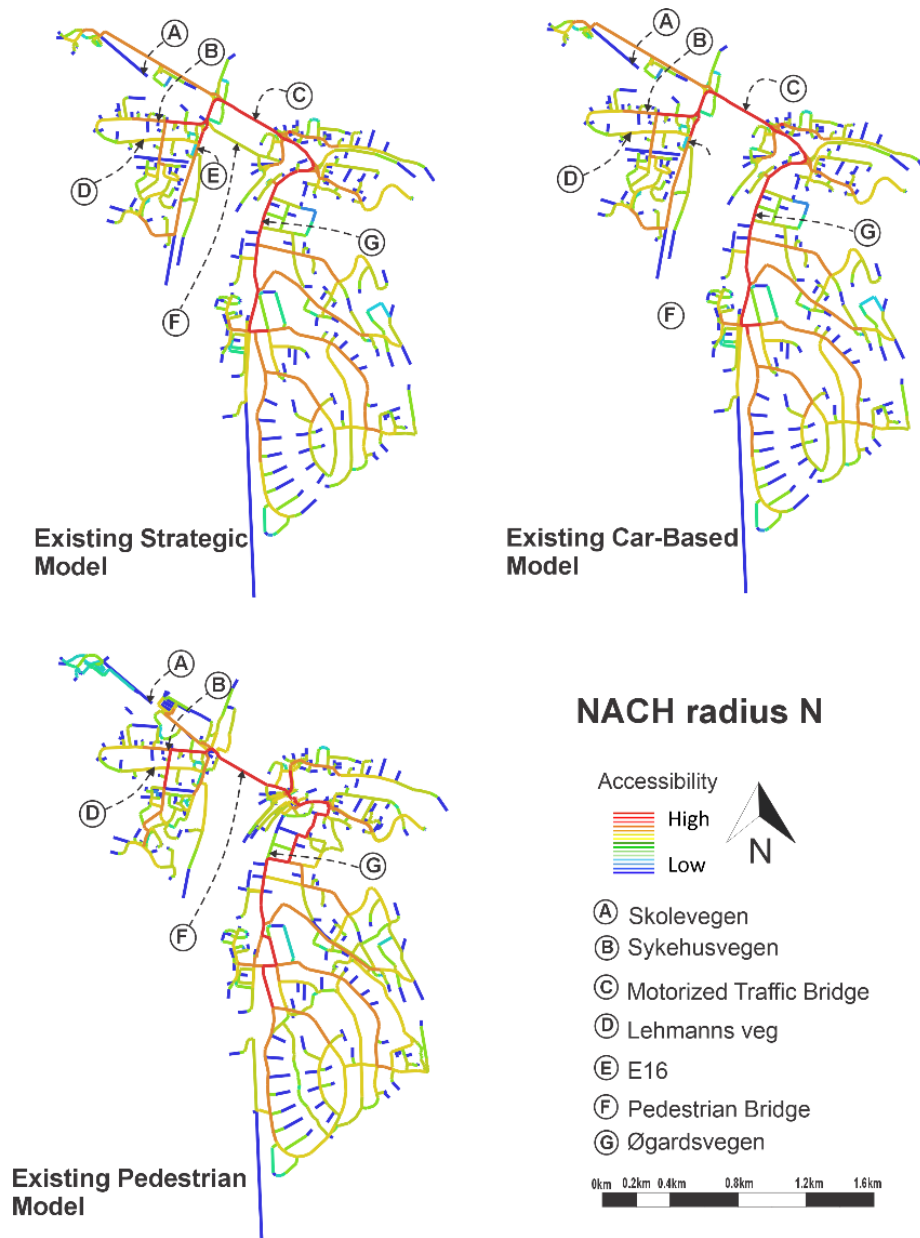 A
B
C
D
E
G
F
Existing Strategic
Model
A
B
C
D
G
F
Existing Car-Based
Model
A
B
D
G
F
Existing Pedestrian
Model
NACH radius N
Accessibility
High
Low
N
A Skolevegen
B Sykehusvegen
C Motorized Traffic Bridge
D Lehmanns veg
E E16
F Pedestrian Bridge
G Øgardsvegen
0km 0.2km 0.4km 0.8km 1.2km 1.6km